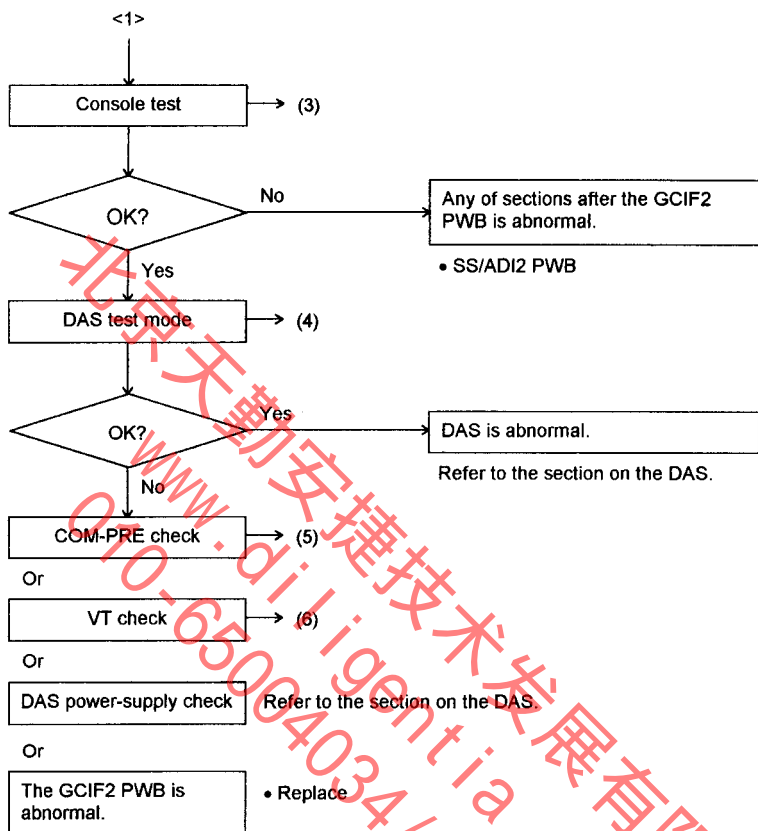 <1>
Console test
(3)
OK?
No
Any of sections after the GCIF2
PWB is abnormal.
• SS/ADI2 PWB
Yes
DAS test mode
(4)
OK?
Yes
DAS is abnormal.
Refer to the section on the DAS.
No
COM-PRE check
(5)
Or
VT check
(6)
Or
DAS power-supply check
Refer to the section on the DAS.
Or
The GCIF2 PWB is
abnormal.
• Replace
北京天勤安捷技术发展有限
www.diligentia
010-65004034/